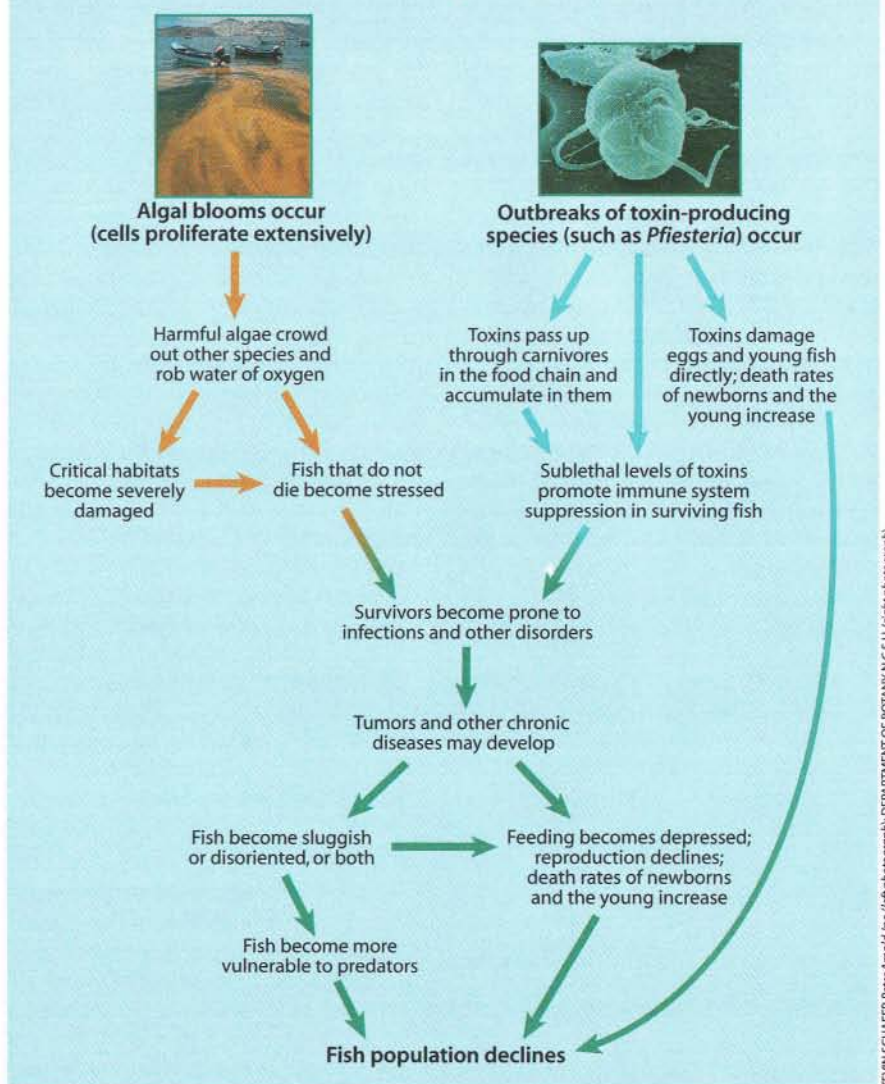 Algal blooms occur
(cells proliferate extensively)
Outbreaks of toxin-producing
species (such as Pfiesteria) occur
Harmful algae crowd
out other species and
rob water of oxygen
Toxins pass up
through carnivores
in the food chain and
accumulate in them
Toxins damage
eggs and young fish
directly; death rates
of newborns and the
young increase
Critical habitats
become severely
damaged
Fish that do not
die become stressed
Sublethal levels of toxins
promote immune system
suppression in surviving fish
Survivors become prone to
infections and other disorders
Tumors and other chronic
diseases may develop
Fish become sluggish
or disoriented, or both
Feeding becomes depressed;
reproduction declines;
death rates of newborns
and the young increase
Fish become more
vulnerable to predators
Fish population declines